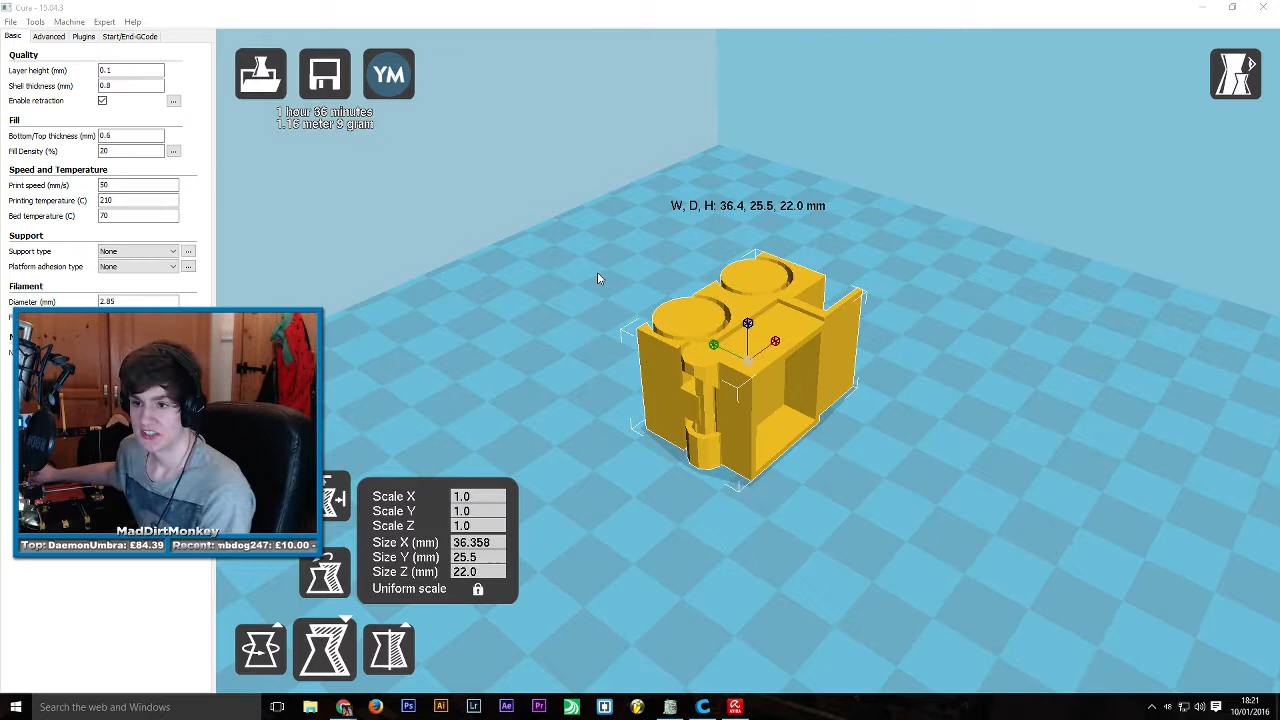 Cura - 15.04.3
File Tools Machine Expert Help
Basic Advanced Plugins Start/End-GCode
Quality
Layer height (mm) 0.1
Shell thickness (mm) 0.8
Enable retraction ...
Fill
Bottom/Top thickness (mm) 0.6
Fill Density (%) 20 ...
Speed and Temperature
Print speed (mm/s) 50
Printing temperature (C) 210
Bed temperature (C) 70
Support
Support type None ...
Platform adhesion type None ...
Filament
Diameter (mm) 2.85
YM
1 hour 36 minutes
1.16 meter 9 gram
W, D, H: 36.4, 25.5, 22.0 mm
MadDirtMonkey
Top: DaemonUmbra: £84.39 Recent: mbdog247: £10.00 -
Scale X 1.0
Scale Y 1.0
Scale Z 1.0
Size X (mm) 36.358
Size Y (mm) 25.5
Size Z (mm) 22.0
Uniform scale
Search the web and Windows
Ps Ai Lr Ae Pr
18:21
10/01/2016